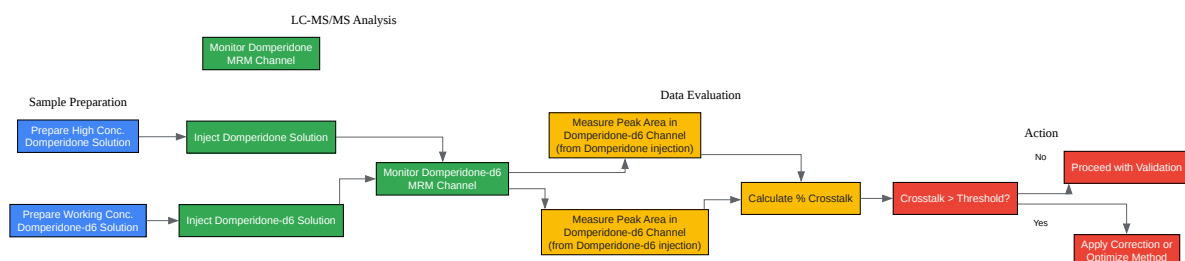 LC-MS/MS Analysis
Monitor Domperidone
MRM Channel
Sample Preparation
Prepare High Conc.
Domperidone Solution
Inject Domperidone Solution
Prepare Working Conc.
Domperidone-d6 Solution
Inject Domperidone-d6 Solution
Monitor Domperidone-d6
MRM Channel
Data Evaluation
Measure Peak Area in
Domperidone-d6 Channel
(from Domperidone injection)
Measure Peak Area in
Domperidone-d6 Channel
(from Domperidone-d6 injection)
Calculate % Crosstalk
Crosstalk > Threshold?
Action
No
Proceed with Validation
Yes
Apply Correction or
Optimize Method